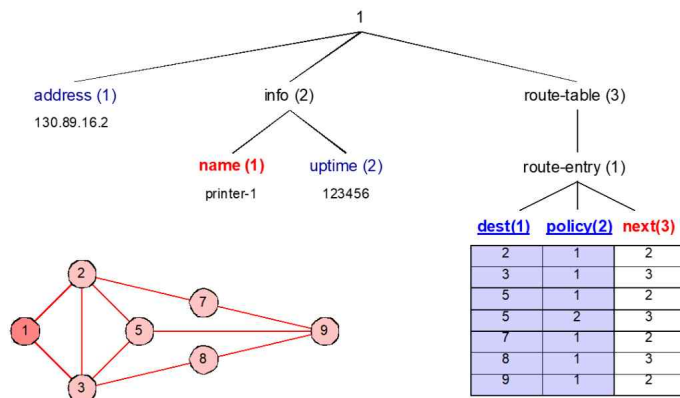 1
address (1) info (2) route-table (3)
130.89.16.2
name (1) uptime (2) route-entry (1)
printer-1 123456
dest(1) policy(2) next(3)
2 1 2
3 1 3
5 1 2
5 2 3
7 1 2
8 1 3
9 1 2
2
7
1 5 9
8
3